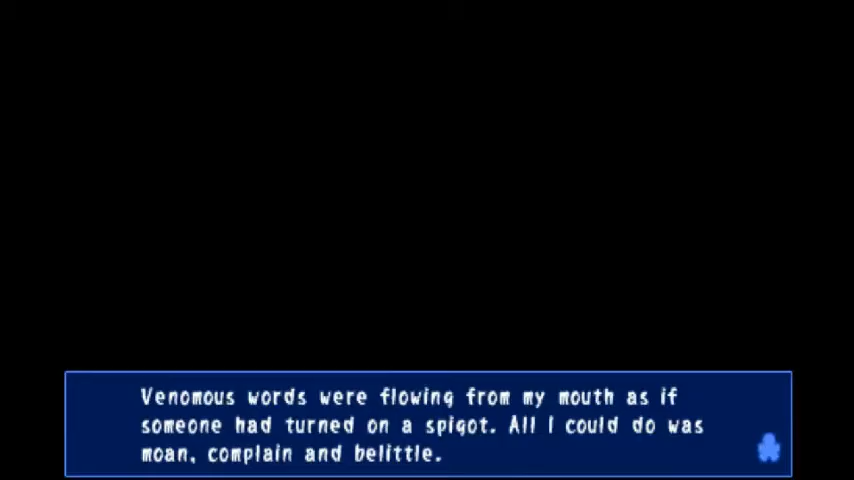 Venomous words were flowing from my mouth as if
someone had turned on a spigot. All I could do was
moan, complain and belittle.